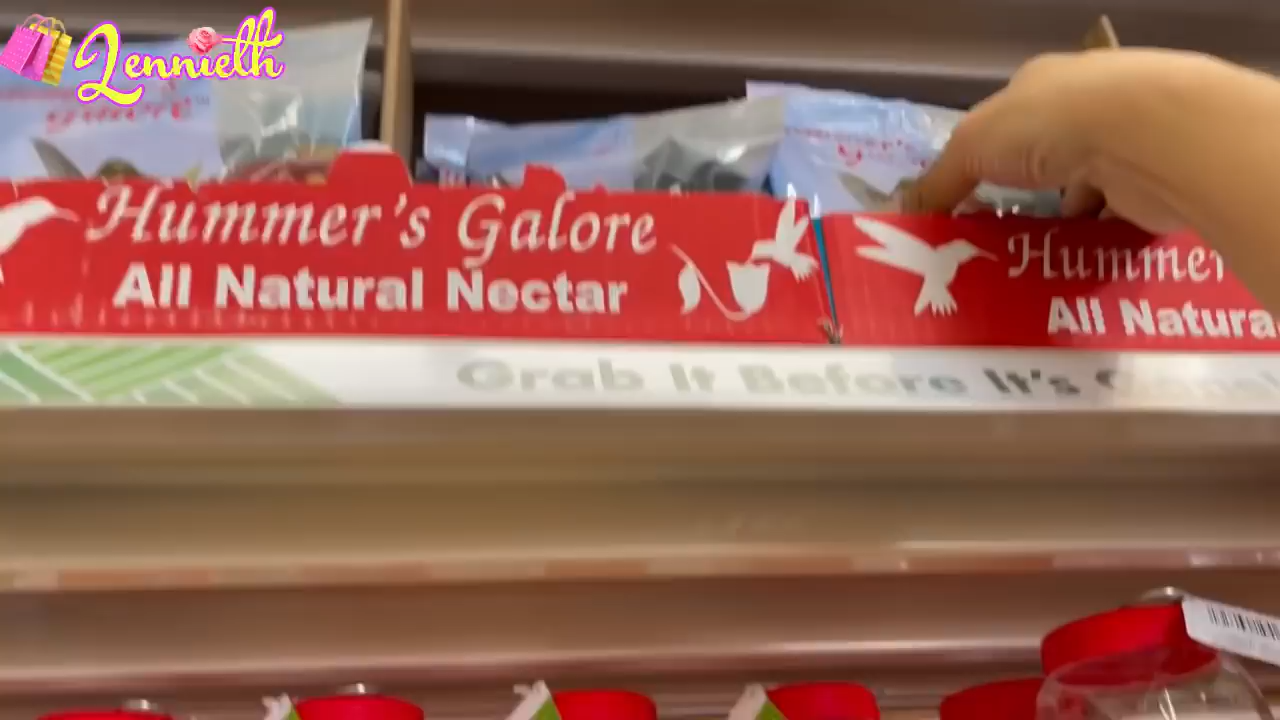 Lennieth
Hummer's Galore
All Natural Nectar
Hummer
All Natura
Grab It Before It's